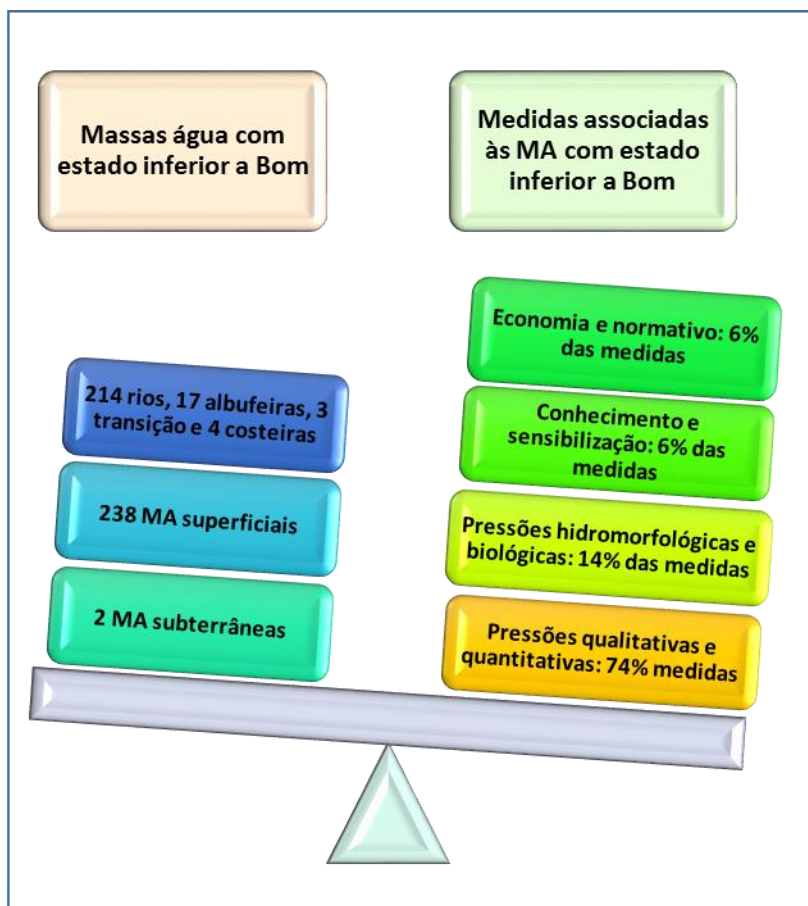 Massas água com
estado inferior a Bom
Medidas associadas
às MA com estado
inferior a Bom
214 rios, 17 albufeiras, 3
transição e 4 costeiras
238 MA superficiais
2 MA subterrâneas
Economia e normativo: 6%
das medidas
Conhecimento e
sensibilização: 6% das
medidas
Pressões hidromorfológicas e
biológicas: 14% das medidas
Pressões qualitativas e
quantitativas: 74% medidas